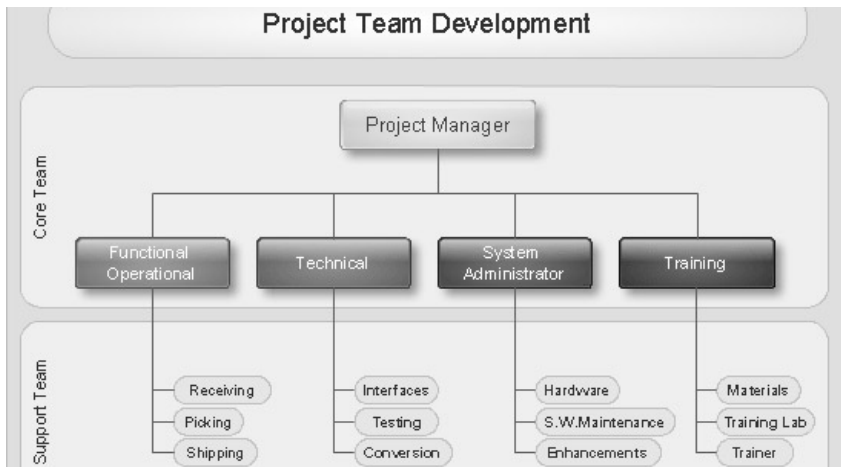 Project Team Development
Core Team
Project Manager
Functional
Operational
Technical
System
Administrator
Training
Support Team
Receiving
Picking
Shipping
Interfaces
Testing
Conversion
Hardware
S.W.Maintenance
Enhancements
Materials
Training Lab
Trainer